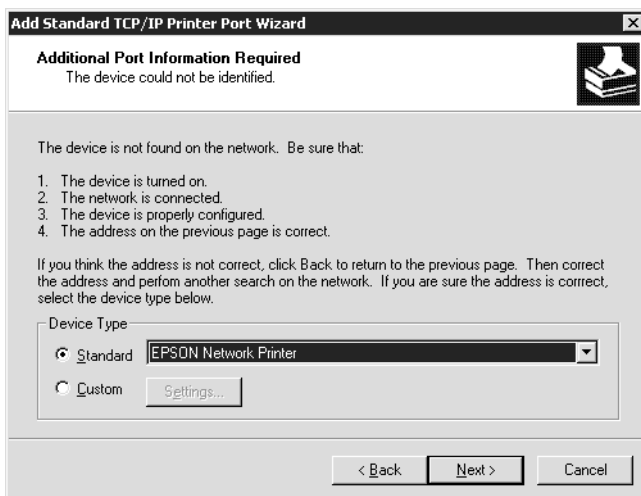 Add Standard TCP/IP Printer Port Wizard
Additional Port Information Required
The device could not be identified.
The device is not found on the network. Be sure that:
1. The device is turned on.
2. The network is connected.
3. The device is properly configured.
4. The address on the previous page is correct.
If you think the address is not correct, click Back to return to the previous page. Then correct
the address and perfom another search on the network. If you are sure the address is corrrect,
select the device type below.
Device Type
Standard EPSON Network Printer
Custom Settings...
< Back Next > Cancel